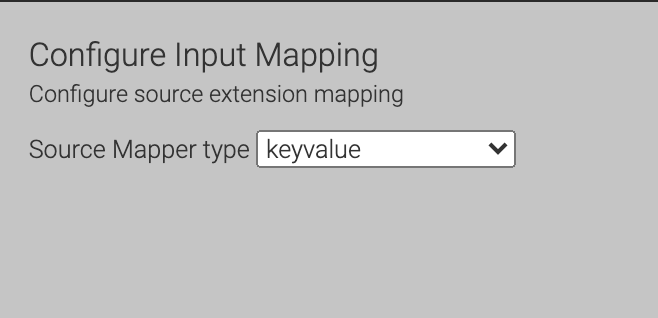 Configure Input Mapping
Configure source extension mapping
Source Mapper type keyvalue